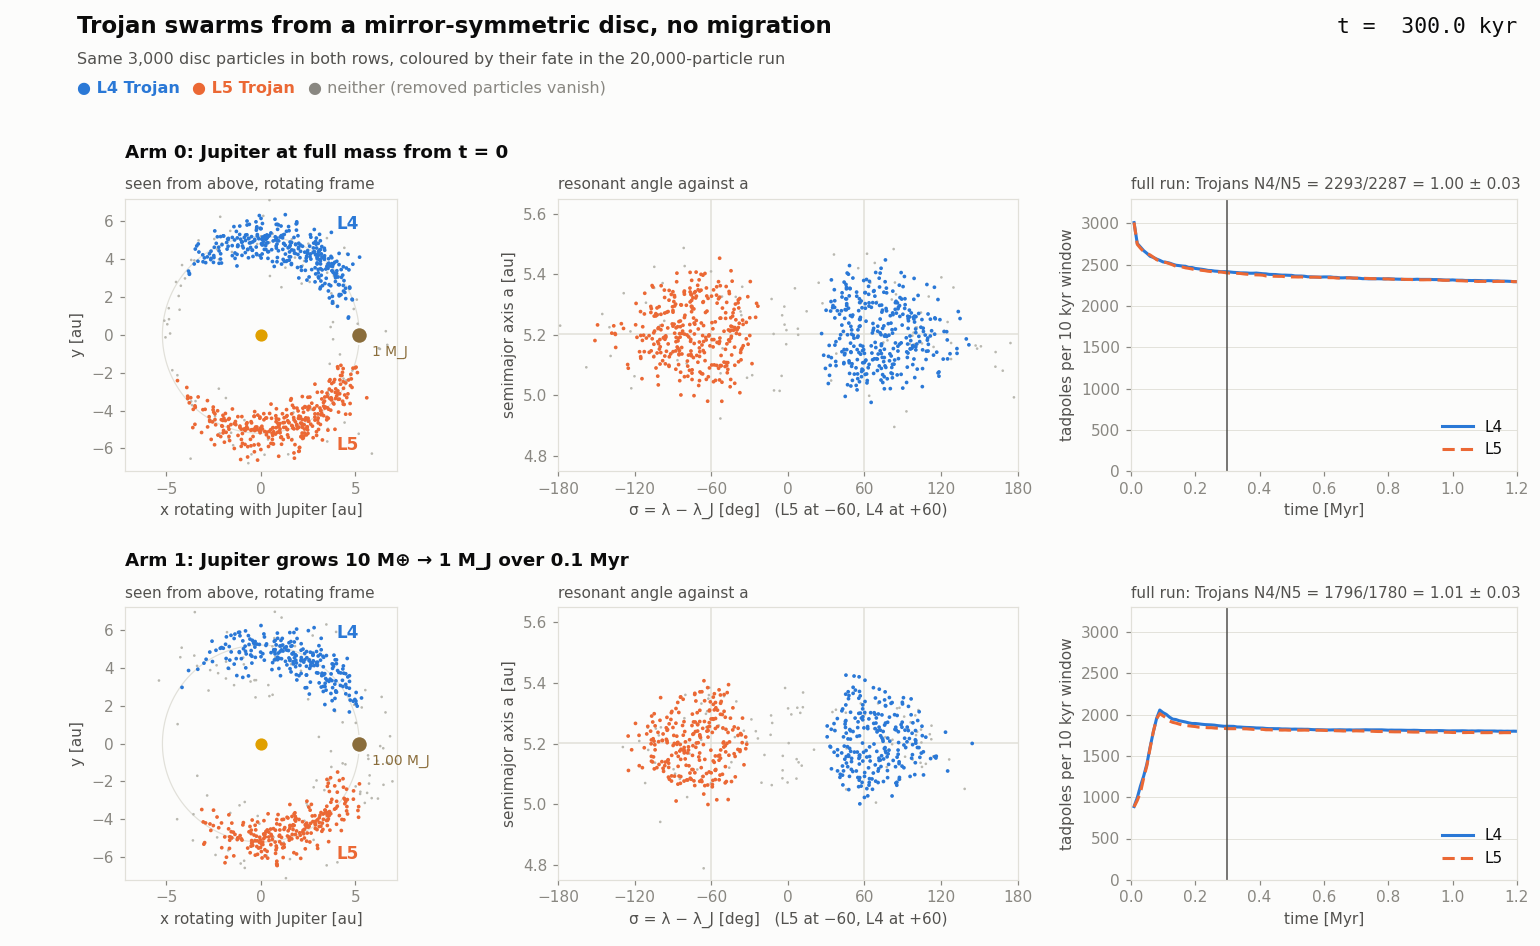 Trojan swarms from a mirror-symmetric disc, no migration
t =  300.0 kyr
Same 3,000 disc particles in both rows, coloured by their fate in the 20,000-particle run
L4 Trojan L5 Trojan neither (removed particles vanish)
Arm 0: Jupiter at full mass from t = 0
seen from above, rotating frame
y [au]
6
4
2
0
−2
−4
−6
L4
1 M_J
L5
−5 0 5
x rotating with Jupiter [au]
resonant angle against a
semimajor axis a [au]
5.6
5.4
5.2
5.0
4.8
−180 −120 −60 0 60 120 180
σ = λ − λ_J [deg]   (L5 at −60, L4 at +60)
full run: Trojans N4/N5 = 2293/2287 = 1.00 ± 0.03
tadpoles per 10 kyr window
3000
2500
2000
1500
1000
500
0
L4
L5
0.0 0.2 0.4 0.6 0.8 1.0 1.2
time [Myr]
Arm 1: Jupiter grows 10 M⊕ → 1 M_J over 0.1 Myr
seen from above, rotating frame
y [au]
6
4
2
0
−2
−4
−6
L4
1.00 M_J
L5
−5 0 5
x rotating with Jupiter [au]
resonant angle against a
semimajor axis a [au]
5.6
5.4
5.2
5.0
4.8
−180 −120 −60 0 60 120 180
σ = λ − λ_J [deg]   (L5 at −60, L4 at +60)
full run: Trojans N4/N5 = 1796/1780 = 1.01 ± 0.03
tadpoles per 10 kyr window
3000
2500
2000
1500
1000
500
0
L4
L5
0.0 0.2 0.4 0.6 0.8 1.0 1.2
time [Myr]